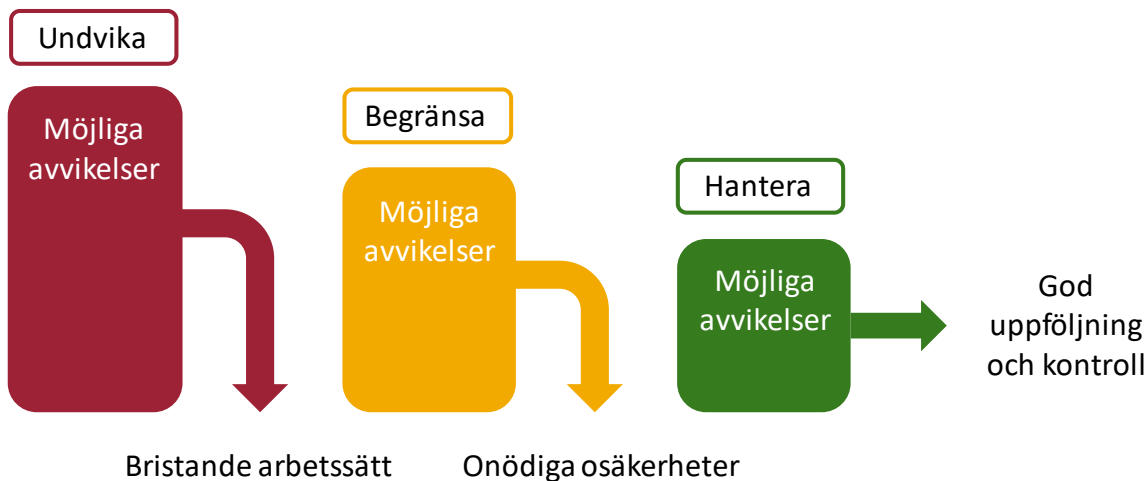 Undvika
Möjliga
avvikelser
Bristande arbetssätt
Begränsa
Möjliga
avvikelser
Onödiga osäkerheter
Hantera
Möjliga
avvikelser
God
uppföljning
och kontroll